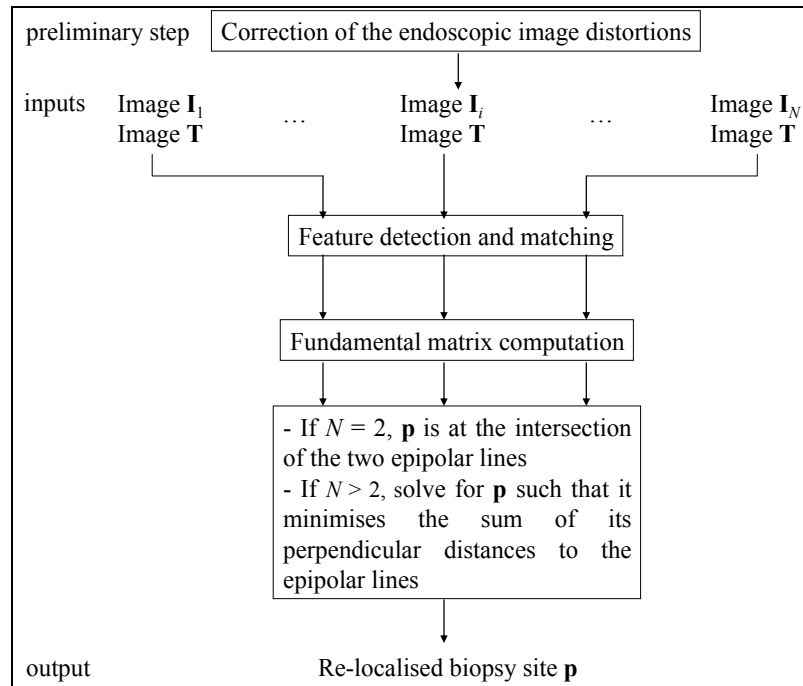 preliminary step
Correction of the endoscopic image distortions
inputs
Image I1 ... Image Ii ... Image IN
Image T Image T Image T
Feature detection and matching
Fundamental matrix computation
- If N = 2, p is at the intersection
of the two epipolar lines
- If N > 2, solve for p such that it
minimises the sum of its
perpendicular distances to the
epipolar lines
output
Re-localised biopsy site p